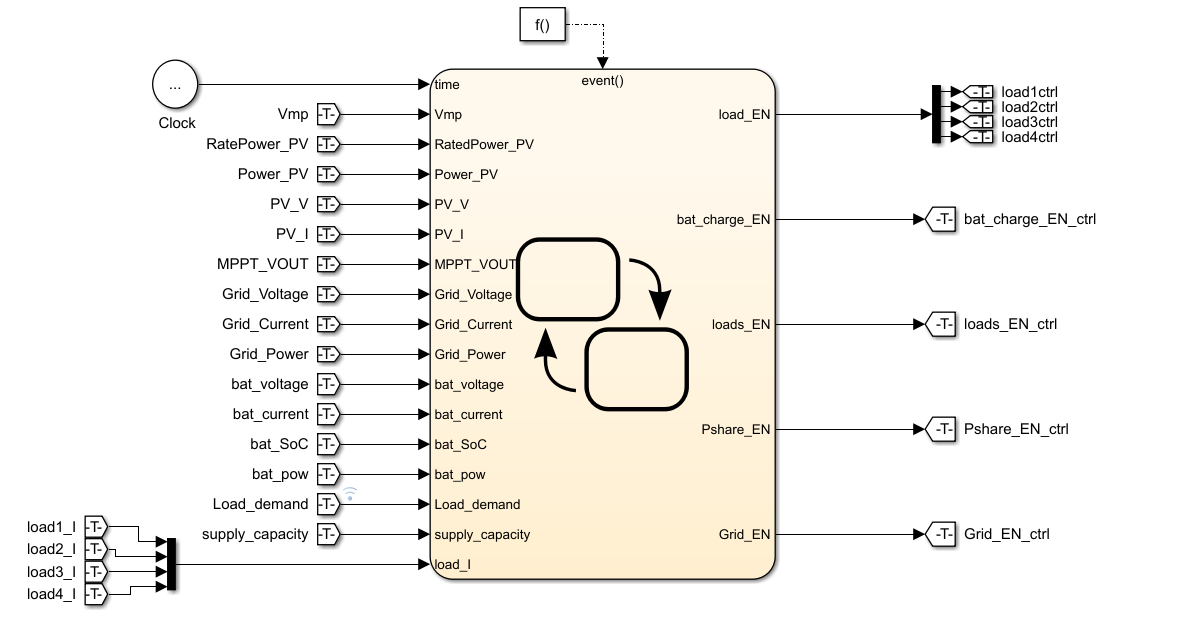 f()
event()
...
Clock
time
Vmp
-T-
Vmp
RatePower_PV
-T-
RatedPower_PV
Power_PV
-T-
Power_PV
PV_V
-T-
PV_V
PV_I
-T-
PV_I
MPPT_VOUT
-T-
MPPT_VOUT
Grid_Voltage
-T-
Grid_Voltage
Grid_Current
-T-
Grid_Current
Grid_Power
-T-
Grid_Power
bat_voltage
-T-
bat_voltage
bat_current
-T-
bat_current
bat_SoC
-T-
bat_SoC
bat_pow
-T-
bat_pow
Load_demand
-T-
Load_demand
supply_capacity
-T-
supply_capacity
load1_I
-T-
load2_I
-T-
load3_I
-T-
load4_I
-T-
load_I
load_EN
-T-
load1ctrl
-T-
load2ctrl
-T-
load3ctrl
-T-
load4ctrl
bat_charge_EN
-T-
bat_charge_EN_ctrl
loads_EN
-T-
loads_EN_ctrl
Pshare_EN
-T-
Pshare_EN_ctrl
Grid_EN
-T-
Grid_EN_ctrl